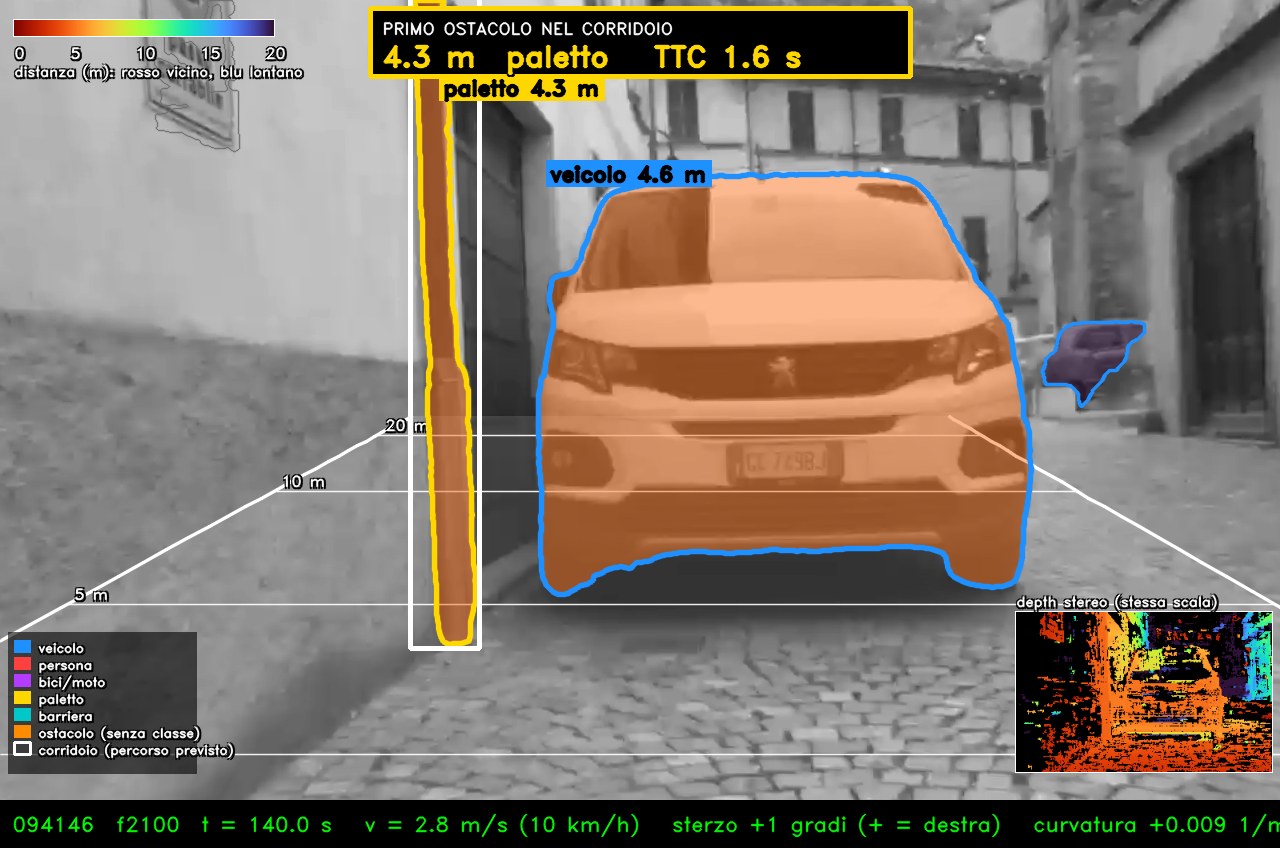 PRIMO OSTACOLO NEL CORRIDOIO
4.3 m paletto TTC 1.6 s
0 5 10 15 20
distanza (m): rosso vicino, blu lontano
paletto 4.3 m
veicolo 4.6 m
20 m
10 m
5 m
depth stereo (stessa scala)
veicolo
persona
bici/moto
paletto
barriera
ostacolo (senza classe)
corridoio (percorso previsto)
094146 f2100 t = 140.0 s v = 2.8 m/s (10 km/h) sterzo +1 gradi (+ = destra) curvatura +0.009 1/m